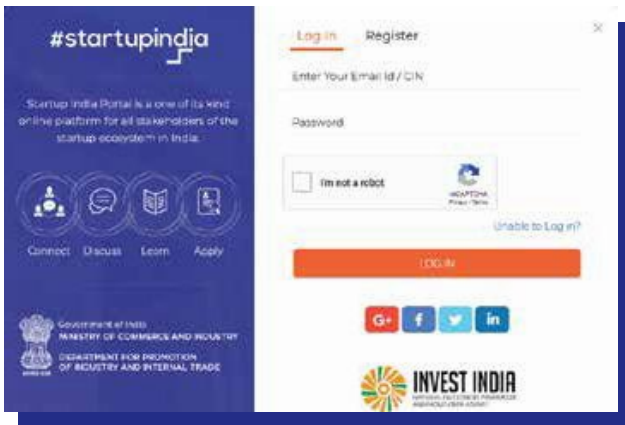 #startupindia
Startup India Portal is a one of its kind
online platform for all stakeholders of the
startup ecosystem in India.
Connect Discuss Learn Apply
Government of India
MINISTRY OF COMMERCE AND INDUSTRY
DEPARTMENT FOR PROMOTION
OF INDUSTRY AND INTERNAL TRADE
Log In Register
Enter Your Email Id / CIN
Password
I'm not a robot
reCAPTCHA
Privacy - Terms
Unable to Log in?
LOG IN
G+ f in
INVEST INDIA